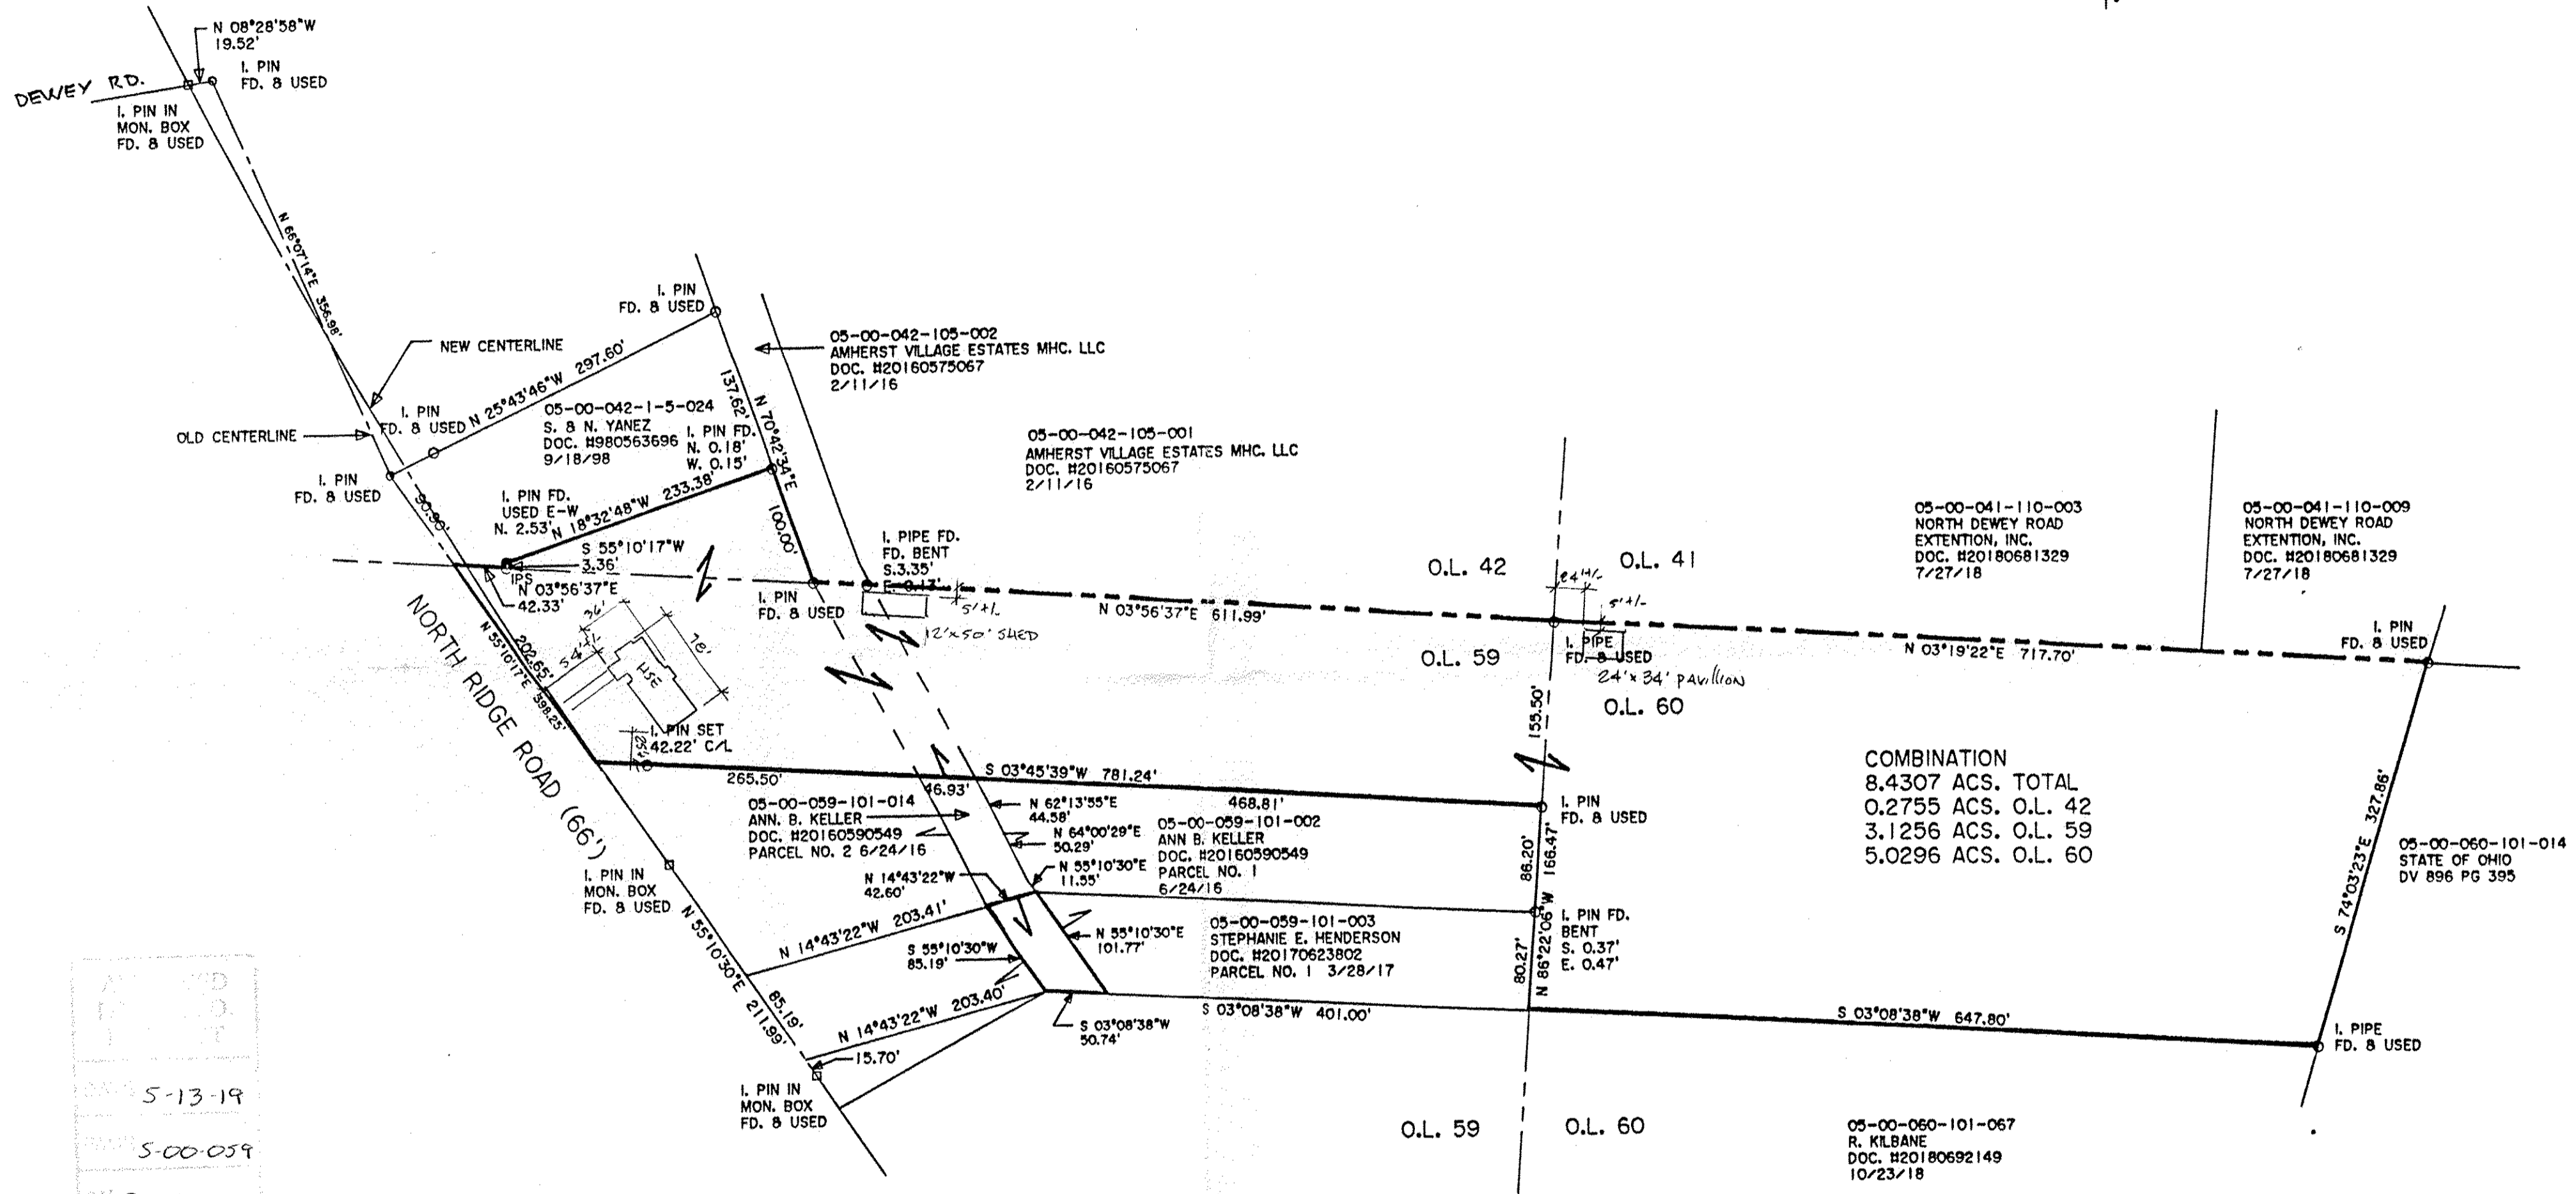 N 08°28'58"W
19.52'
DEWEY RD.
I. PIN
FD. & USED
I. PIN IN
MON. BOX
FD. & USED
N 66°07'14"E 356.98'
NEW CENTERLINE
OLD CENTERLINE
I. PIN
FD. & USED
N 25°43'46"W 297.60'
I. PIN
FD. & USED
I. PIN
FD. & USED
05-00-042-1-5-024
S. & N. YANEZ
DOC. #980563696
9/18/98
I. PIN FD.
N. 0.18'
W. 0.15'
137.62'
N 70°42'34"E
100.00'
05-00-042-105-002
AMHERST VILLAGE ESTATES MHC. LLC
DOC. #20160575067
2/11/16
05-00-042-105-001
AMHERST VILLAGE ESTATES MHC. LLC
DOC. #20160575067
2/11/16
90.90'
I. PIN FD.
USED E-W
N. 2.53'
N 18°32'48"W 233.38'
S 55°10'17"W
3.36'
IPS
N 03°56'37"E
42.33'
I. PIN
FD. & USED
I. PIPE FD.
FD. BENT
S.3.35'
E. 0.13'
5'+/-
12'x50' SHED
N 03°56'37"E 611.99'
O.L. 42
O.L. 41
24'+/-
5'+/-
O.L. 59
I. PIPE
FD. & USED
24'x34' PAVILLION
O.L. 60
05-00-041-110-003
NORTH DEWEY ROAD
EXTENTION, INC.
DOC. #20180681329
7/27/18
05-00-041-110-009
NORTH DEWEY ROAD
EXTENTION, INC.
DOC. #20180681329
7/27/18
I. PIN
FD. & USED
N 03°19'22"E 717.70'
NORTH RIDGE ROAD (66')
202.65'
N 55°10'17"E 398.25'
36'
54'+/-
78'
HSE
I. PIN SET
42.22' C/L
25'+/-
155.50'
265.50'
S 03°45'39"W 781.24'
46.93'
468.81'
05-00-059-101-014
ANN. B. KELLER
DOC. #20160590549
PARCEL NO. 2 6/24/16
N 62°13'55"E
44.58'
N 64°00'29"E
50.29'
N 55°10'30"E
11.55'
05-00-059-101-002
ANN B. KELLER
DOC. #20160590549
PARCEL NO. 1
6/24/16
I. PIN
FD. & USED
86.20'
N 86°22'06"W 166.47'
80.27'
COMBINATION
8.4307 ACS. TOTAL
0.2755 ACS. O.L. 42
3.1256 ACS. O.L. 59
5.0296 ACS. O.L. 60
S 74°03'23"E 327.86'
05-00-060-101-014
STATE OF OHIO
DV 896 PG 395
I. PIN IN
MON. BOX
FD. & USED
N 14°43'22"W
42.60'
N 14°43'22"W 203.41'
S 55°10'30"W
85.19'
N 55°10'30"E
101.77'
05-00-059-101-003
STEPHANIE E. HENDERSON
DOC. #20170623802
PARCEL NO. 1 3/28/17
I. PIN FD.
BENT
S. 0.37'
E. 0.47'
N 55°10'30"E 211.99'
85.19'
N 14°43'22"W 203.40'
15.70'
S 03°08'38"W
50.74'
S 03°08'38"W 401.00'
S 03°08'38"W 647.80'
I. PIPE
FD. & USED
I. PIN IN
MON. BOX
FD. & USED
O.L. 59
O.L. 60
05-00-060-101-067
R. KILBANE
DOC. #20180692149
10/23/18
5-13-19
5-00-059